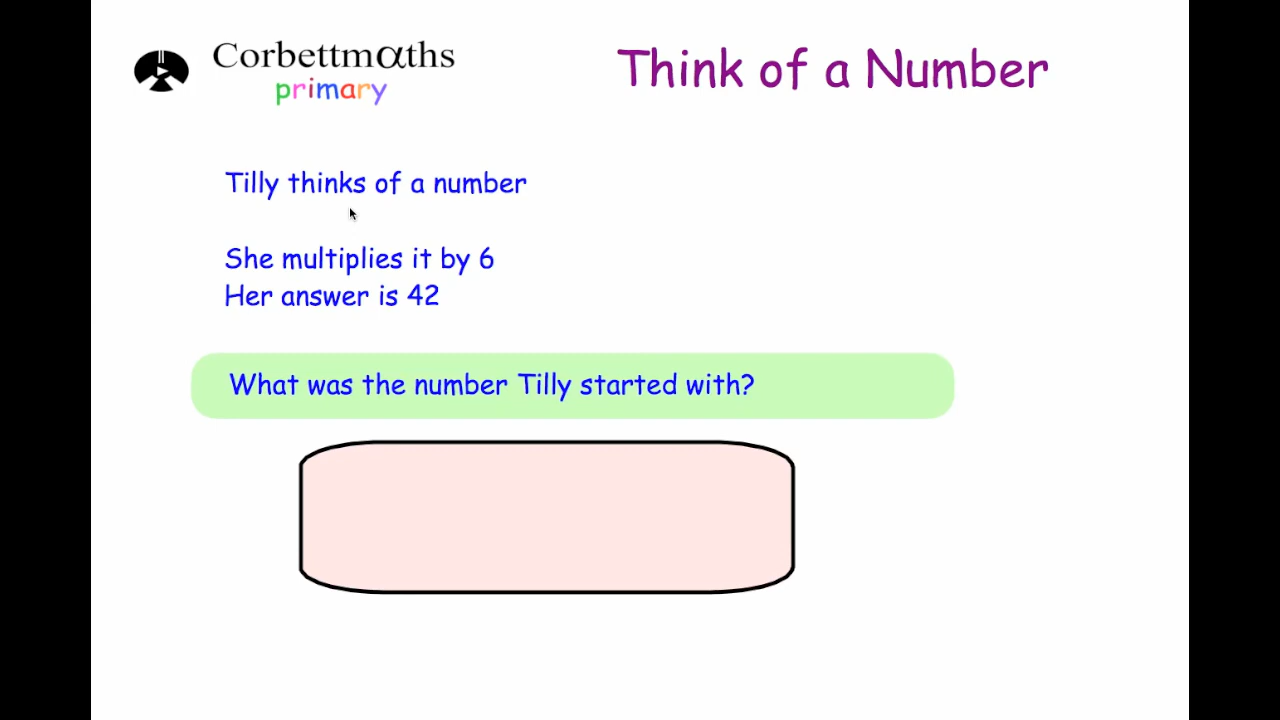 Corbettmαths
primary
Think of a Number
Tilly thinks of a number
She multiplies it by 6
Her answer is 42
What was the number Tilly started with?